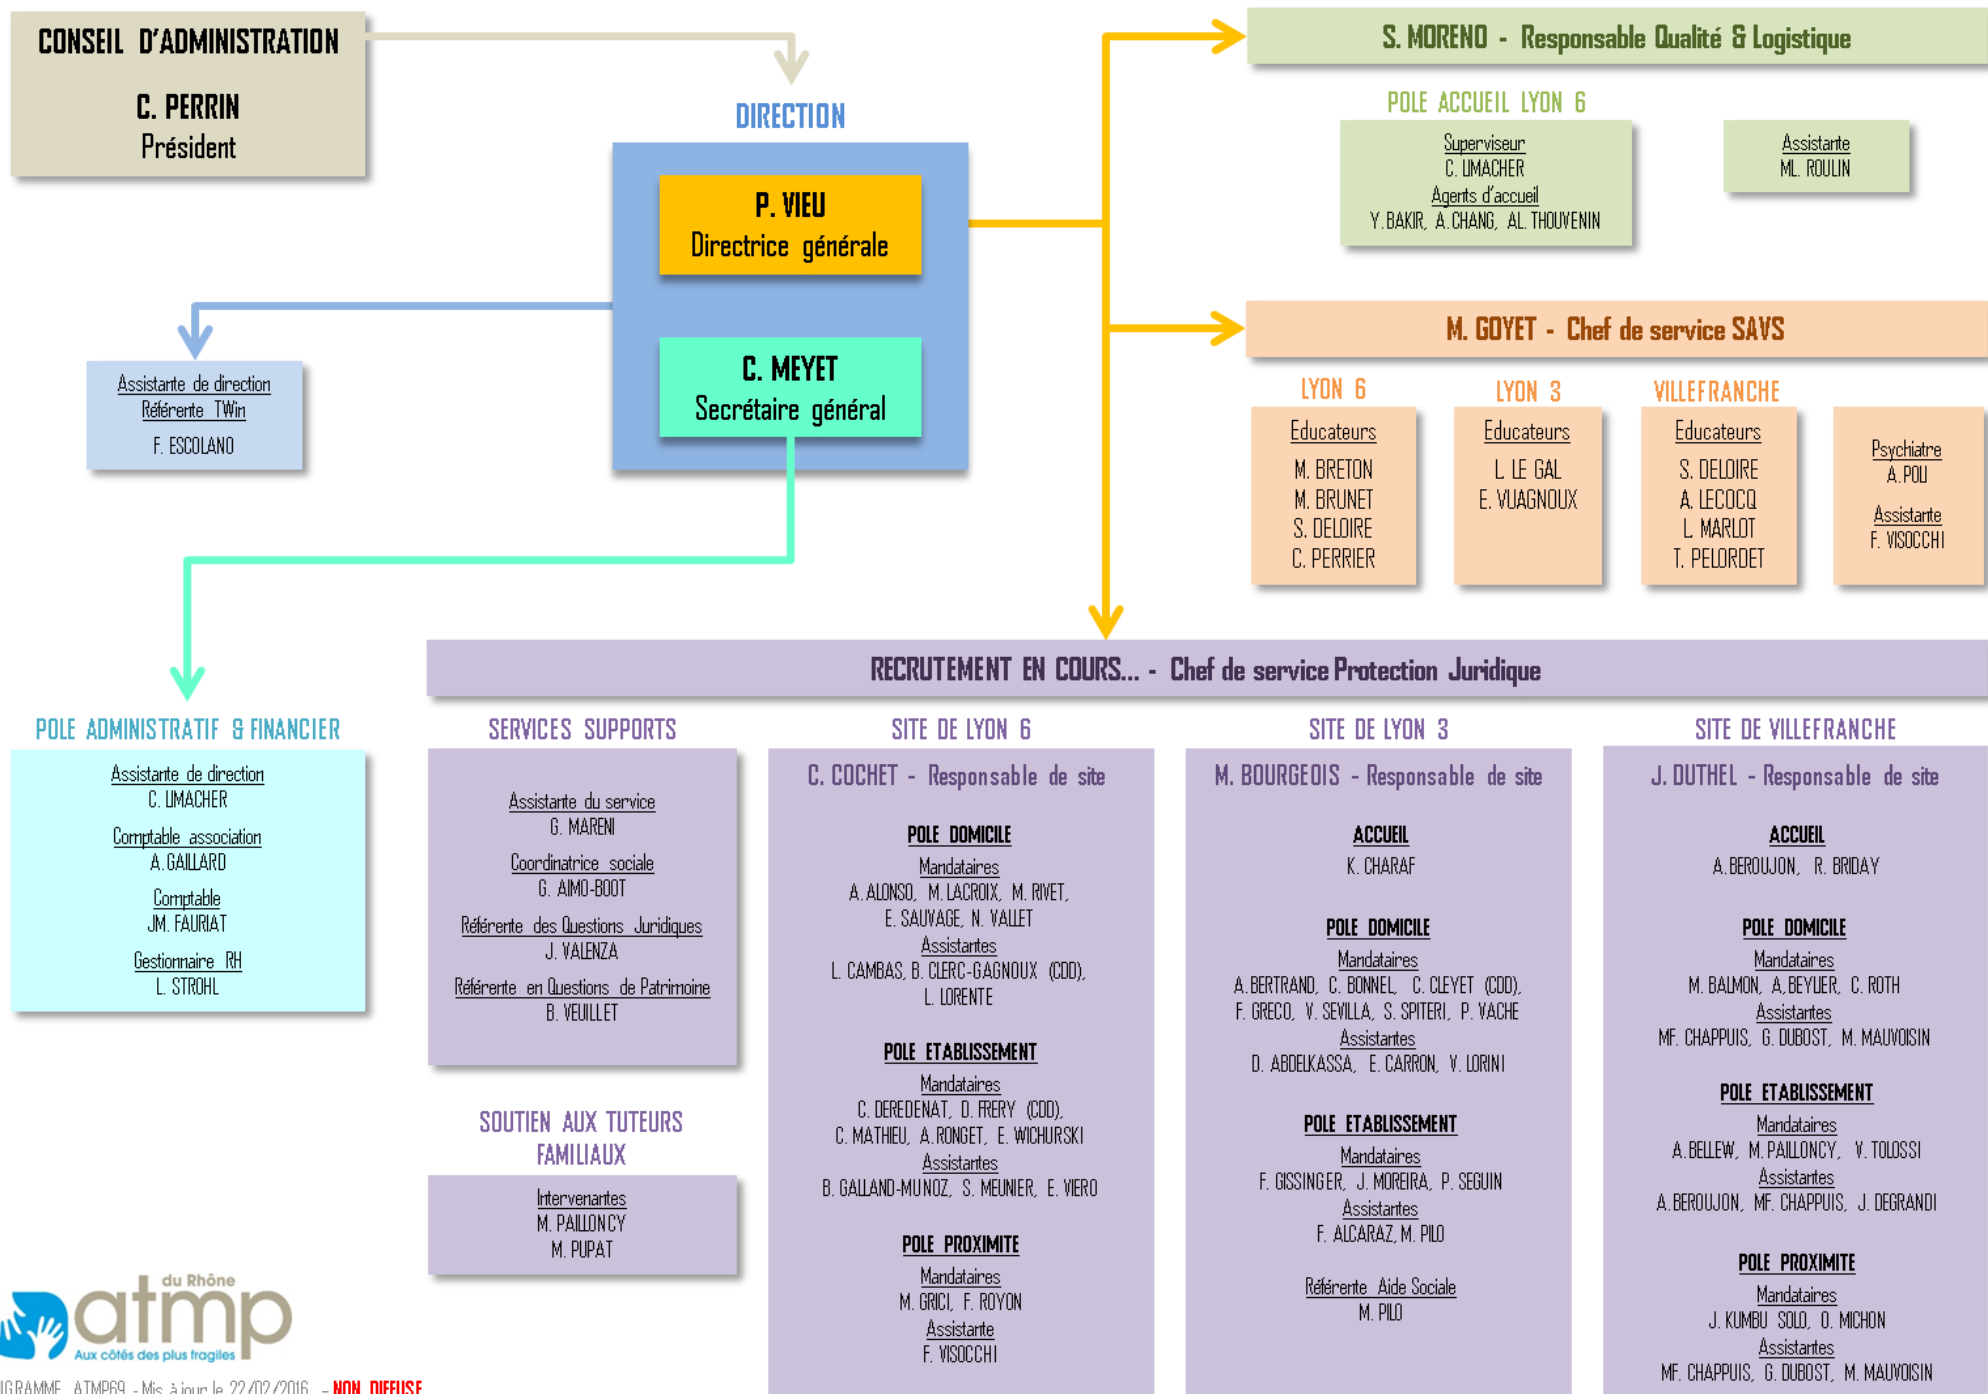 CONSEIL D'ADMINISTRATION
C. PERRIN
Président
DIRECTION
P. VIEU
Directrice générale
C. MEYET
Secrétaire général
Assistante de direction
Référente TWin
F. ESCOLANO
S. MORENO - Responsable Qualité & Logistique
POLE ACCUEIL LYON 6
Superviseur
C. LIMACHER
Agents d'accueil
Y. BAKIR, A. CHANG, AL. THOUVENIN
Assistante
ML. ROULIN
M. GOYET - Chef de service SAVS
LYON 6
Educateurs
M. BRETON
M. BRUNET
S. DELOIRE
C. PERRIER
LYON 3
Educateurs
L. LE GAL
E. VUAGNOUX
VILLEFRANCHE
Educateurs
S. DELOIRE
A. LECOCQ
L. MARLOT
T. PELORDET
Psychiatre
A. POLI
Assistante
F. VISOCCHI
RECRUTEMENT EN COURS... - Chef de service Protection Juridique
POLE ADMINISTRATIF & FINANCIER
Assistante de direction
C. LIMACHER
Comptable association
A. GAILLARD
Comptable
JM. FAURIAT
Gestionnaire RH
L. STROHL
SERVICES SUPPORTS
Assistante du service
G. MARENI
Coordinatrice sociale
G. AIMO-BOOT
Référente des Questions Juridiques
J. VALENZA
Référente en Questions de Patrimoine
B. VEUILLET
SOUTIEN AUX TUTEURS
FAMILIAUX
Intervenantes
M. PAILLONCY
M. PUPAT
SITE DE LYON 6
C. COCHET - Responsable de site
POLE DOMICILE
Mandataires
A. ALONSO, M. LACROIX, M. RIVET,
E. SAUVAGE, N. VALLET
Assistantes
L. CAMBAS, B. CLERC-GAGNOUX (CDD),
L. LORENTE
POLE ETABLISSEMENT
Mandataires
C. DEREDENAT, D. FRERY (CDD),
C. MATHIEU, A. RONGET, E. WICHURSKI
Assistantes
B. GALLAND-MUNOZ, S. MEUNIER, E. VIERO
POLE PROXIMITE
Mandataires
M. GRICI, F. ROYON
Assistante
F. VISOCCHI
SITE DE LYON 3
M. BOURGEOIS - Responsable de site
ACCUEIL
K. CHARAF
POLE DOMICILE
Mandataires
A. BERTRAND, C. BONNEL, C. CLEYET (CDD),
F. GRECO, V. SEVILLA, S. SPITERI, P. VACHE
Assistantes
D. ABDELKASSA, E. CARRON, V. LORINI
POLE ETABLISSEMENT
Mandataires
F. GISSINGER, J. MOREIRA, P. SEGUIN
Assistantes
F. ALCARAZ, M. PILO
Référente Aide Sociale
M. PILO
SITE DE VILLEFRANCHE
J. DUTHEL - Responsable de site
ACCUEIL
A. BEROUJON, R. BRIDAY
POLE DOMICILE
Mandataires
M. BALMON, A. BEYLIER, C. ROTH
Assistantes
MF. CHAPPUIS, G. DUBOST, M. MAUVOISIN
POLE ETABLISSEMENT
Mandataires
A. BELLEW, M. PAILLONCY, V. TOLOSSI
Assistantes
A. BEROUJON, MF. CHAPPUIS, J. DEGRANDI
POLE PROXIMITE
Mandataires
J. KUMBU SOLO, O. MICHON
Assistantes
MF. CHAPPUIS, G. DUBOST, M. MAUVOISIN
du Rhône
atmp
Aux côtés des plus fragiles
IGRAMME ATMP69 - Mis à jour le 22/02/2016 - NON DIFFUSE